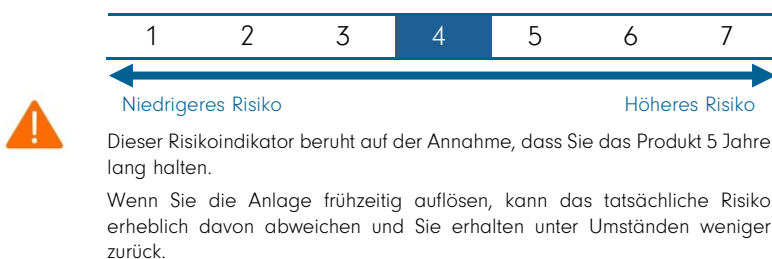 1 2 3 4 5 6 7
Niedrigeres Risiko Höheres Risiko
Dieser Risikoindikator beruht auf der Annahme, dass Sie das Produkt 5 Jahre
lang halten.
Wenn Sie die Anlage frühzeitig auflösen, kann das tatsächliche Risiko
erheblich davon abweichen und Sie erhalten unter Umständen weniger
zurück.